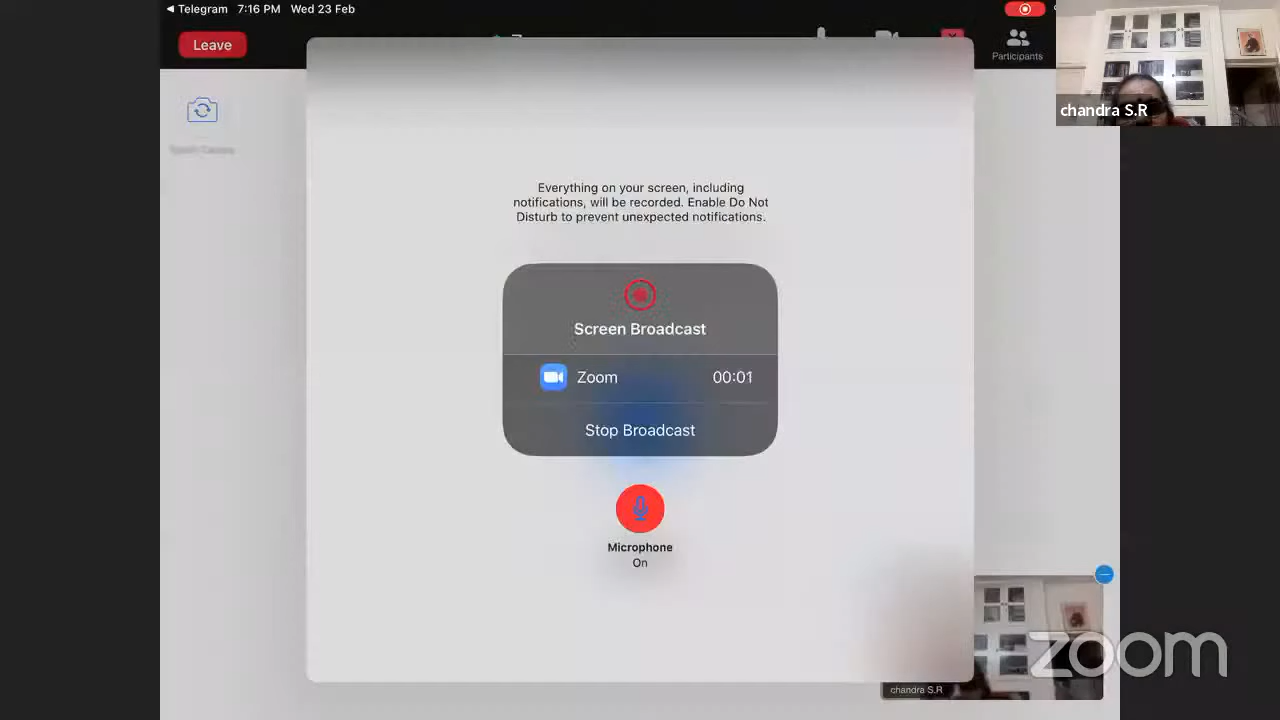 Telegram 7:16 PM Wed 23 Feb
Leave
Participants
chandra S.R
Everything on your screen, including
notifications, will be recorded. Enable Do Not
Disturb to prevent unexpected notifications.
Screen Broadcast
Zoom 00:01
Stop Broadcast
Microphone
On
zoom
chandra S.R